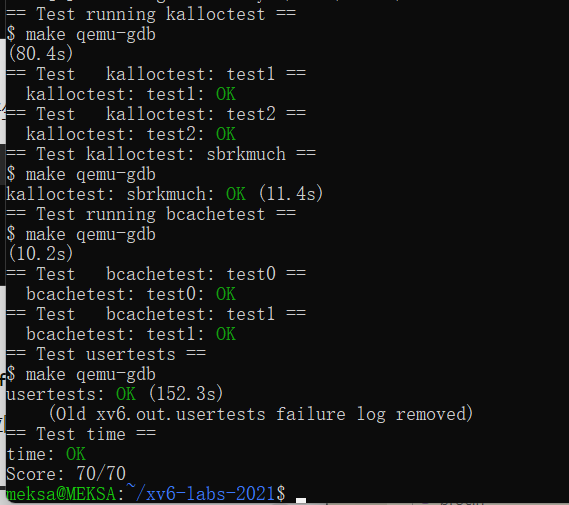 == Test running kalloctest ==
$ make qemu-gdb
(80.4s)
== Test   kalloctest: test1 ==
  kalloctest: test1: OK
== Test   kalloctest: test2 ==
  kalloctest: test2: OK
== Test kalloctest: sbrkmuch ==
$ make qemu-gdb
kalloctest: sbrkmuch: OK (11.4s)
== Test running bcachetest ==
$ make qemu-gdb
(10.2s)
== Test   bcachetest: test0 ==
  bcachetest: test0: OK
== Test   bcachetest: test1 ==
  bcachetest: test1: OK
== Test usertests ==
$ make qemu-gdb
usertests: OK (152.3s)
    (Old xv6.out.usertests failure log removed)
== Test time ==
time: OK
Score: 70/70
meksa@MEKSA:~/xv6-labs-2021$